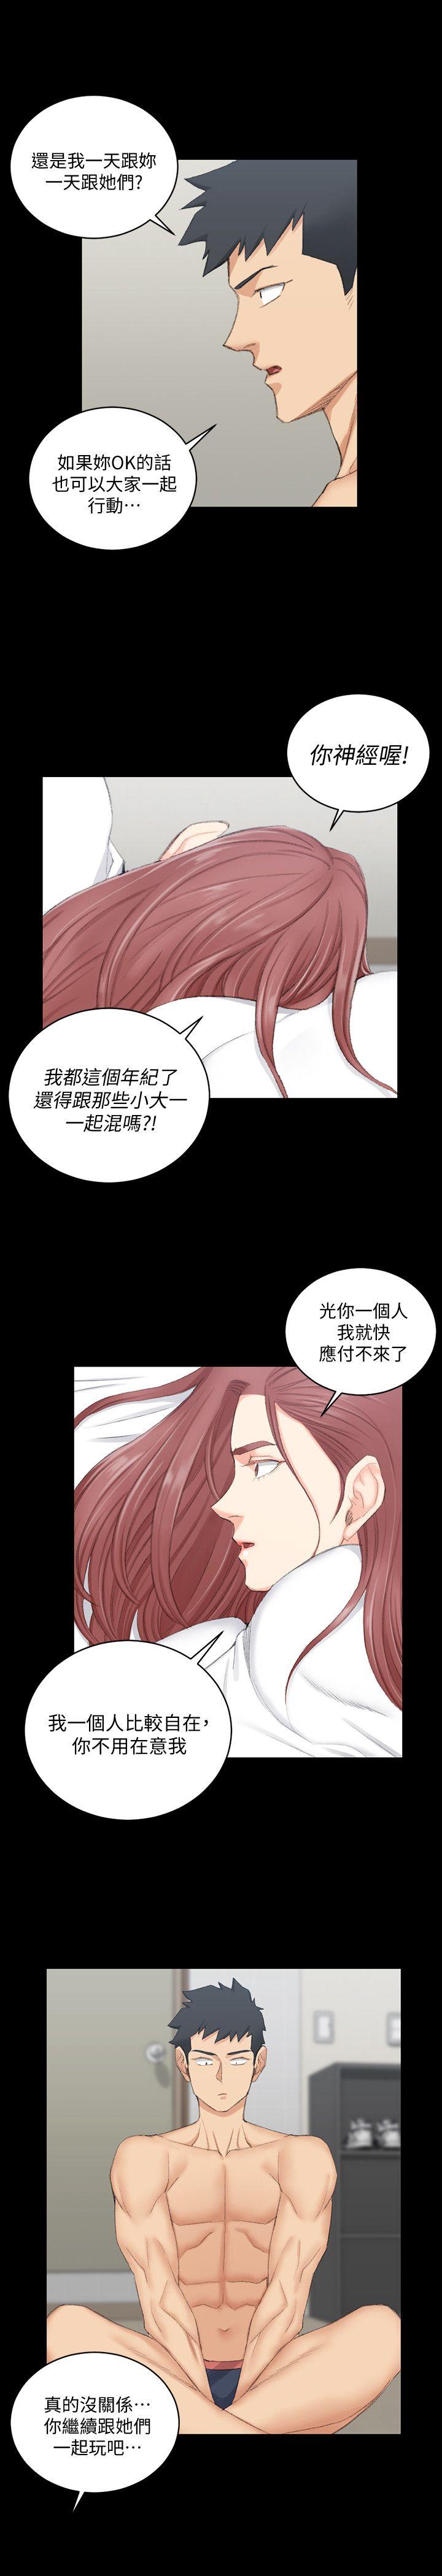 還是我一天跟妳
一天跟她們?
如果妳OK的話
也可以大家一起
行動…
你神經喔!
我都這個年紀了
還得跟那些小大一
一起混嗎?!
光你一個人
我就快
應付不來了
我一個人比較自在，
你不用在意我
真的沒關係…
你繼續跟她們
一起玩吧…